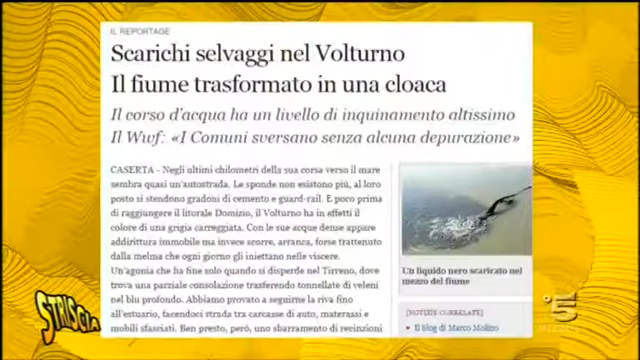 IL REPORTAGE
Scarichi selvaggi nel Volturno
Il fiume trasformato in una cloaca
Il corso d'acqua ha un livello di inquinamento altissimo
Il Wwf: «I Comuni sversano senza alcuna depurazione»
CASERTA - Negli ultimi chilometri della sua corsa verso il mare
sembra quasi un'autostrada. Le sponde non esistono più, al loro
posto si stendono gradoni di cemento e guard-rail. E poco prima
di raggiungere il litorale Domizio, il Volturno ha in effetti il
colore di una grigia carreggiata. Con le sue acque dense appare
addirittura immobile ma invece scorre, arranca, forse trattenuto
dalla melma che ogni giorno gli iniettano nelle viscere.
Un'agonia che ha fine solo quando si disperde nel Tirreno, dove
trova una parziale consolazione trasferendo tonnellate di veleni
nel blu profondo. Abbiamo provato a seguirne la riva fino
all'estuario, facendoci strada tra carcasse di auto, materassi e
mobili sfasciati. Ben presto, però, uno sbarramento di recinzioni
Un liquido nero scaricato nel
mezzo del fiume
[NOTIZIE CORRELATE]
Il blog di Marco Molino
STRISCIA
5